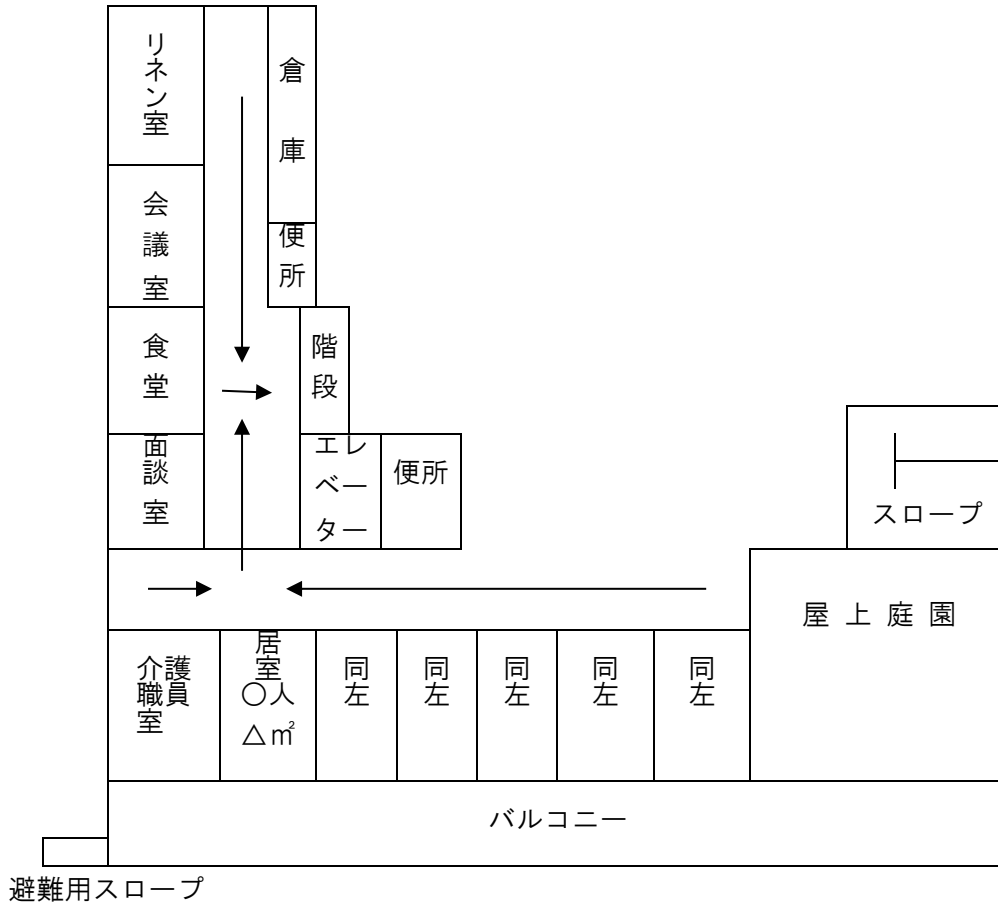 リネン室
倉庫
会議室
便所
食堂
階段
面談室
エレベーター
便所
スロープ
屋上庭園
介護職員室
居室
〇人
△㎡
同左
同左
同左
同左
同左
バルコニー
避難用スロープ